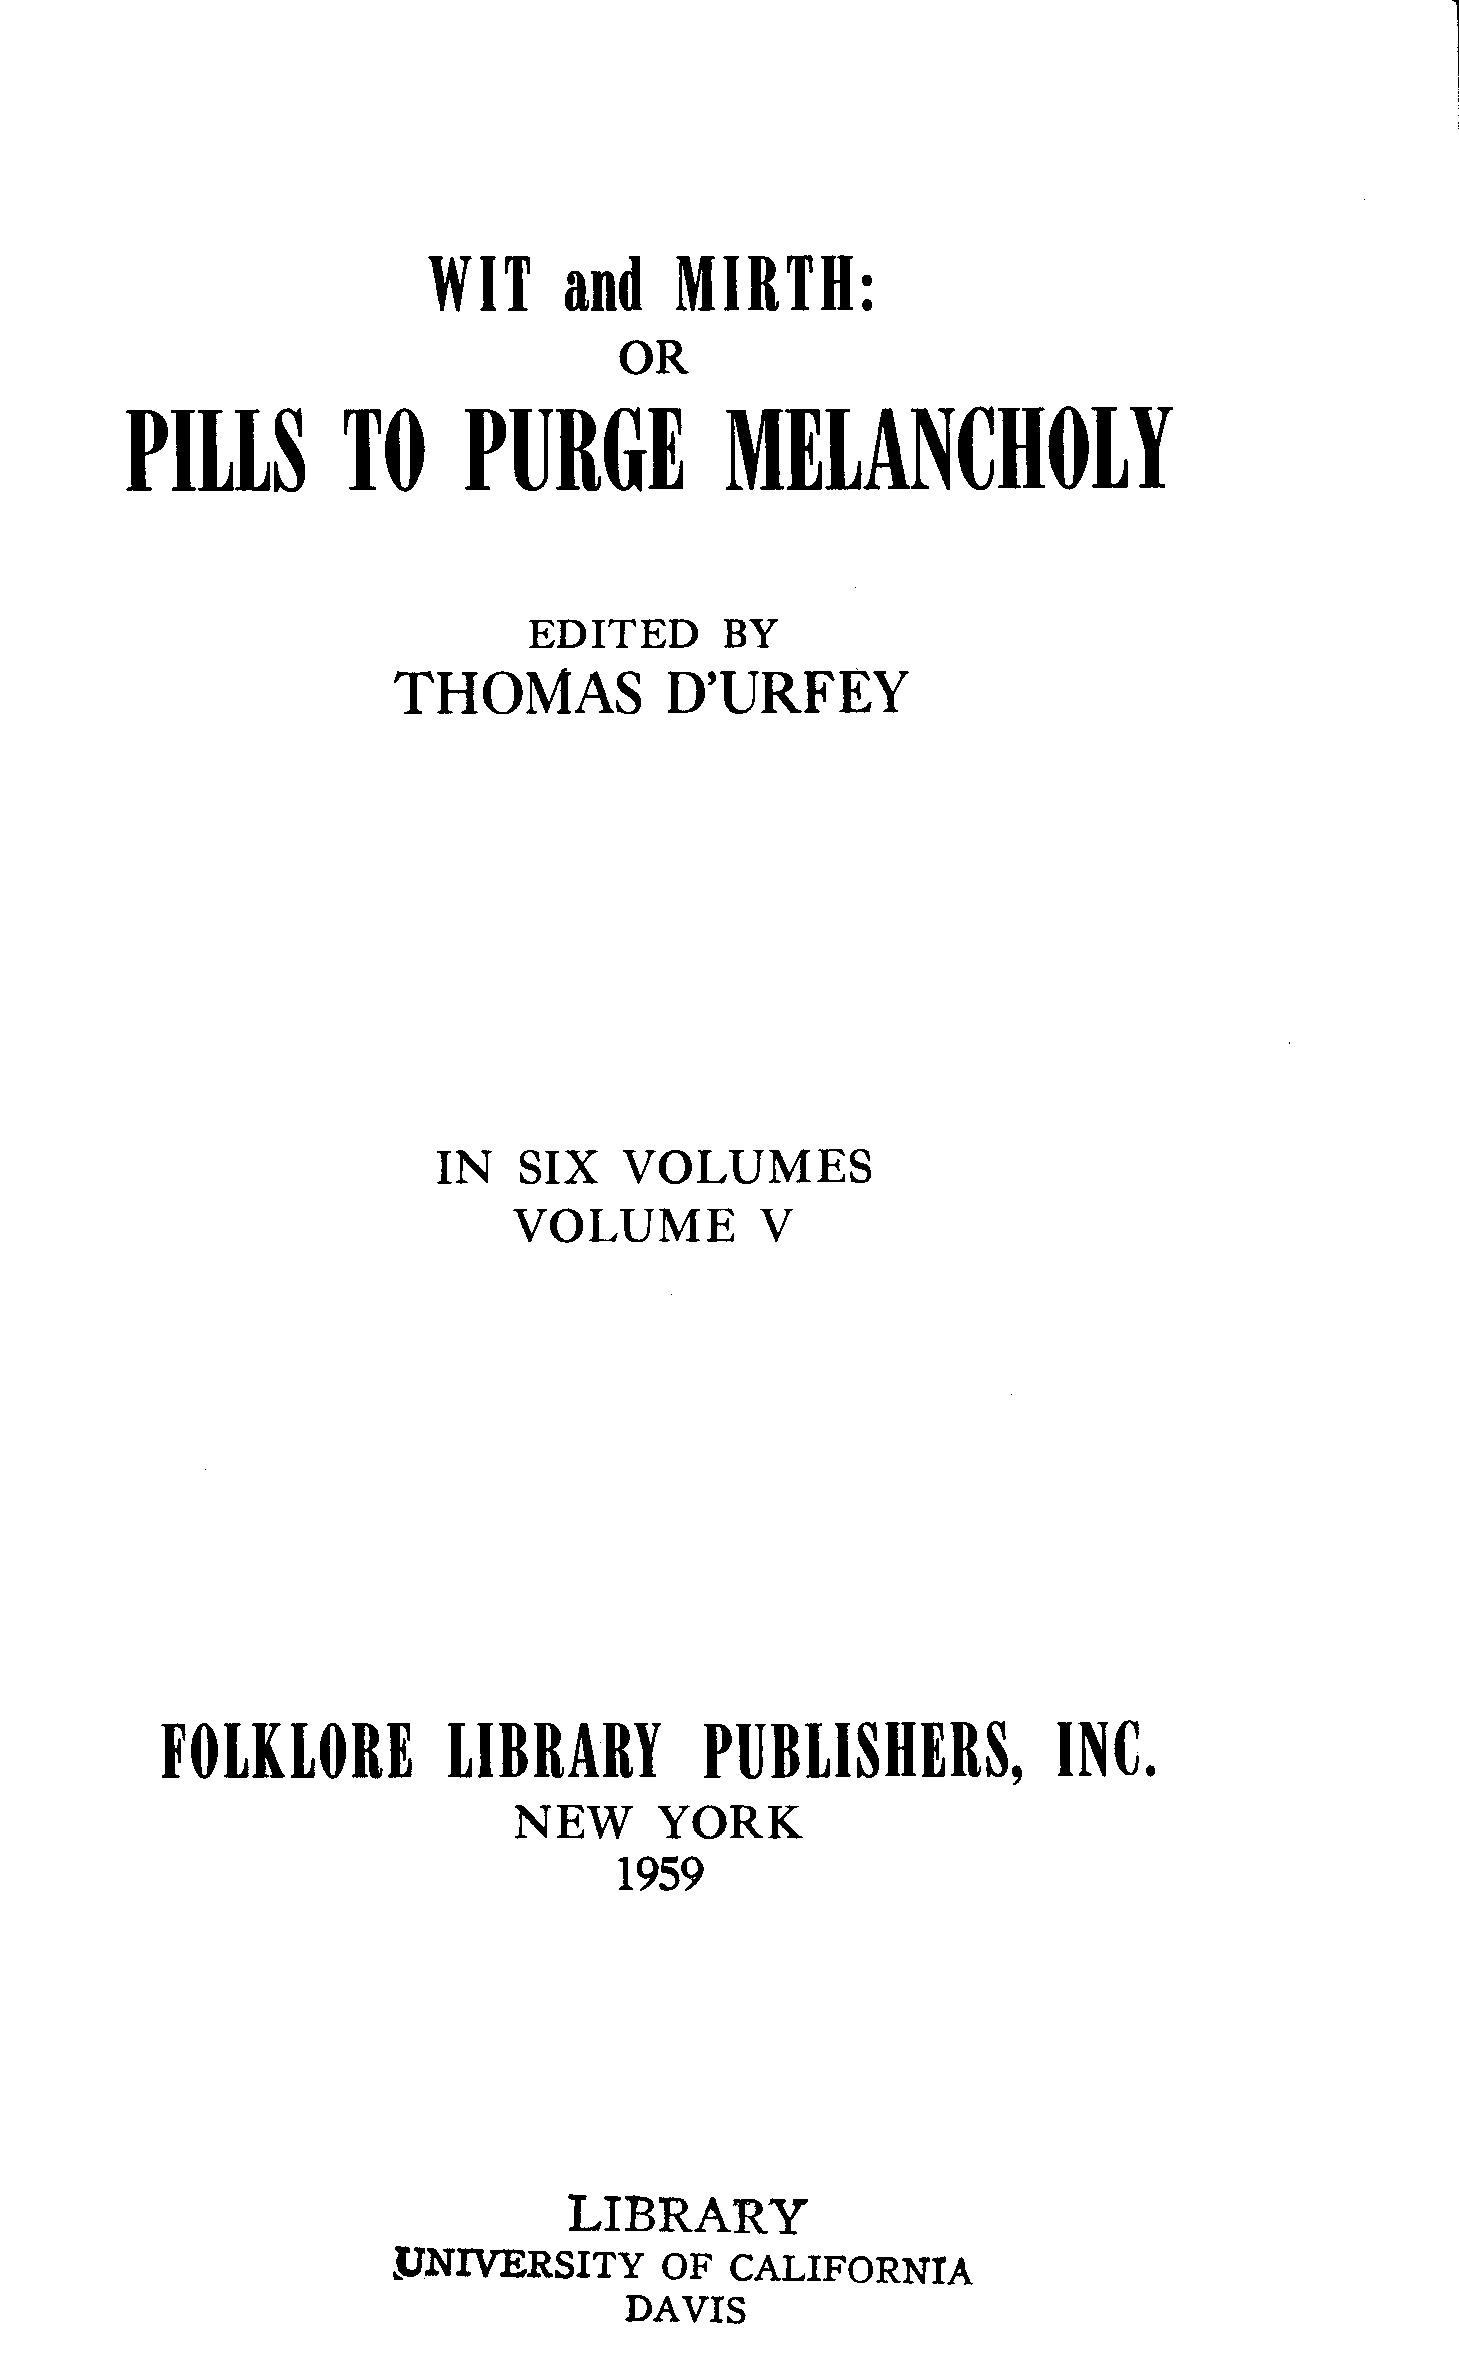 WIT and MIRTH:
OR
PILLS TO PURGE MELANCHOLY
EDITED BY
THOMAS D'URFEY
IN SIX VOLUMES
VOLUME V
FOLKLORE LIBRARY PUBLISHERS, INC.
NEW YORK
1959
LIBRARY
UNIVERSITY OF CALIFORNIA
DAVIS